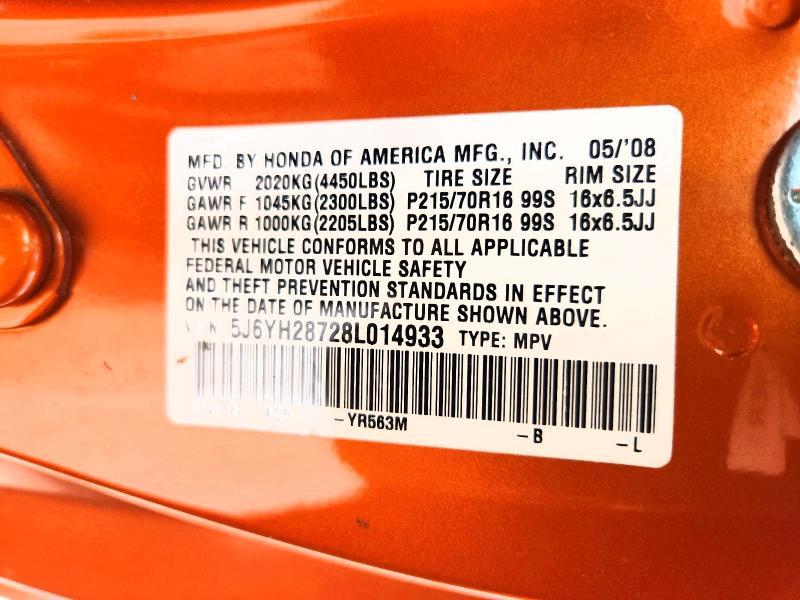 MFD. BY HONDA OF AMERICA MFG., INC. 05/'08
GVWR 2020KG(4450LBS) TIRE SIZE RIM SIZE
GAWR F 1045KG(2300LBS) P215/70R16 99S 16x6.5JJ
GAWR R 1000KG(2205LBS) P215/70R16 99S 16x6.5JJ
THIS VEHICLE CONFORMS TO ALL APPLICABLE
FEDERAL MOTOR VEHICLE SAFETY
AND THEFT PREVENTION STANDARDS IN EFFECT
ON THE DATE OF MANUFACTURE SHOWN ABOVE.
5J6YH28728L014933 TYPE: MPV
-YR563M
-B
-L